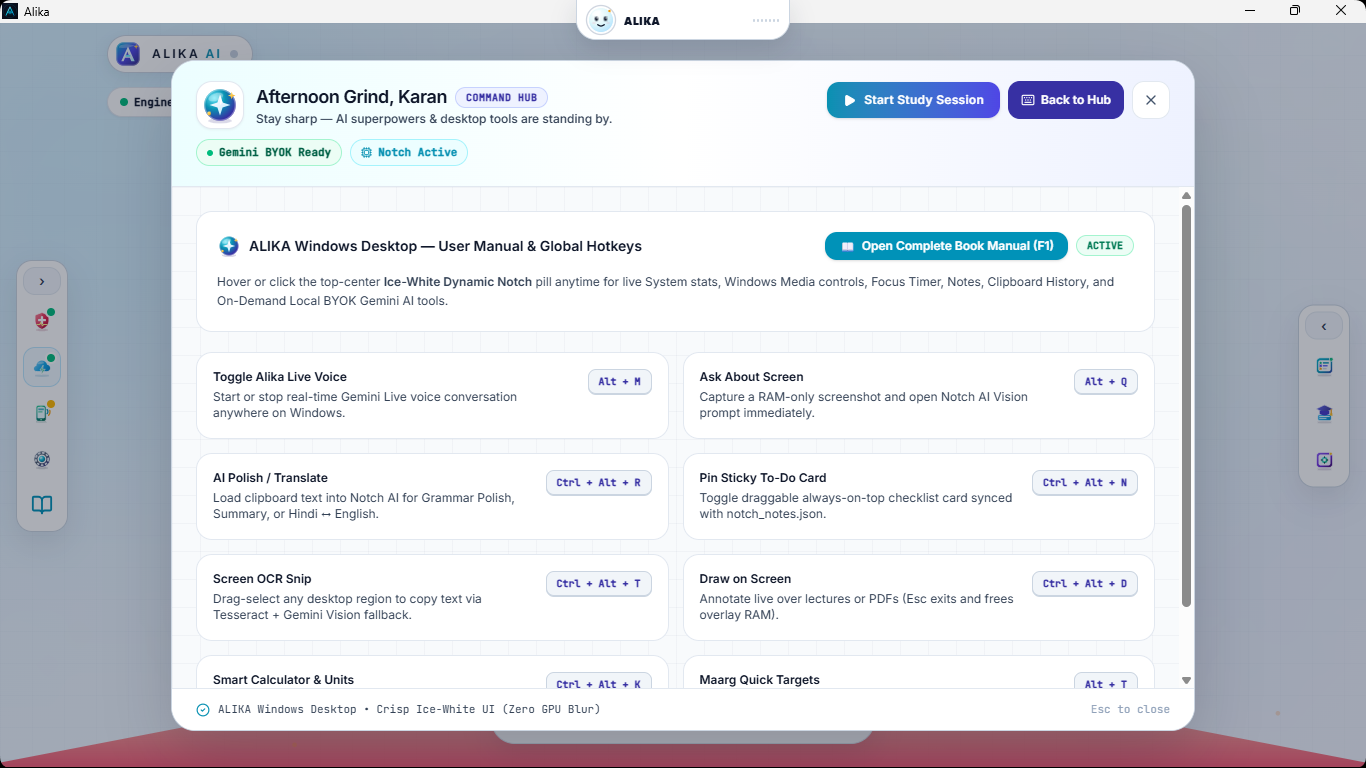 Alika
ALIKA
ALIKA AI
Engine
Afternoon Grind, Karan
COMMAND HUB
Stay sharp — AI superpowers & desktop tools are standing by.
Start Study Session
Back to Hub
Gemini BYOK Ready
Notch Active
ALIKA Windows Desktop — User Manual & Global Hotkeys
Open Complete Book Manual (F1)
ACTIVE
Hover or click the top-center Ice-White Dynamic Notch pill anytime for live System stats, Windows Media controls, Focus Timer, Notes, Clipboard History, and
On-Demand Local BYOK Gemini AI tools.
Toggle Alika Live Voice
Alt + M
Start or stop real-time Gemini Live voice conversation
anywhere on Windows.
Ask About Screen
Alt + Q
Capture a RAM-only screenshot and open Notch AI Vision
prompt immediately.
AI Polish / Translate
Ctrl + Alt + R
Load clipboard text into Notch AI for Grammar Polish,
Summary, or Hindi ↔ English.
Pin Sticky To-Do Card
Ctrl + Alt + N
Toggle draggable always-on-top checklist card synced
with notch_notes.json.
Screen OCR Snip
Ctrl + Alt + T
Drag-select any desktop region to copy text via
Tesseract + Gemini Vision fallback.
Draw on Screen
Ctrl + Alt + D
Annotate live over lectures or PDFs (Esc exits and frees
overlay RAM).
Smart Calculator & Units
Ctrl + Alt + K
Maarg Quick Targets
Alt + T
ALIKA Windows Desktop • Crisp Ice-White UI (Zero GPU Blur)
Esc to close